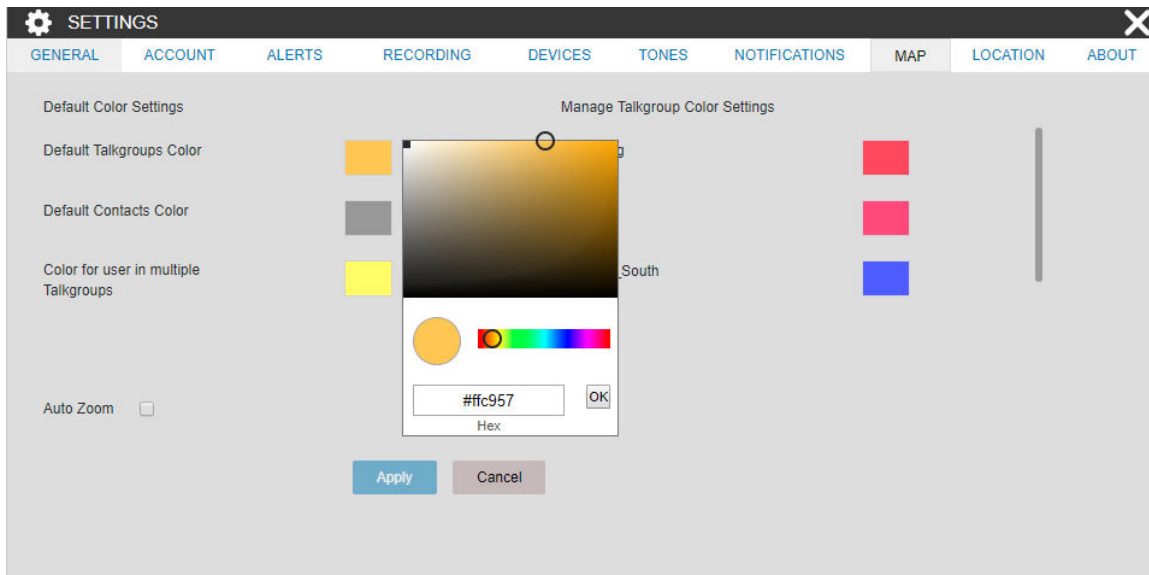 SETTINGS
GENERAL ACCOUNT ALERTS RECORDING DEVICES TONES NOTIFICATIONS MAP LOCATION ABOUT
Default Color Settings Manage Talkgroup Color Settings
Default Talkgroups Color
Default Contacts Color
Color for user in multiple _South
Talkgroups
#ffc957 OK
Hex
Auto Zoom
Apply Cancel